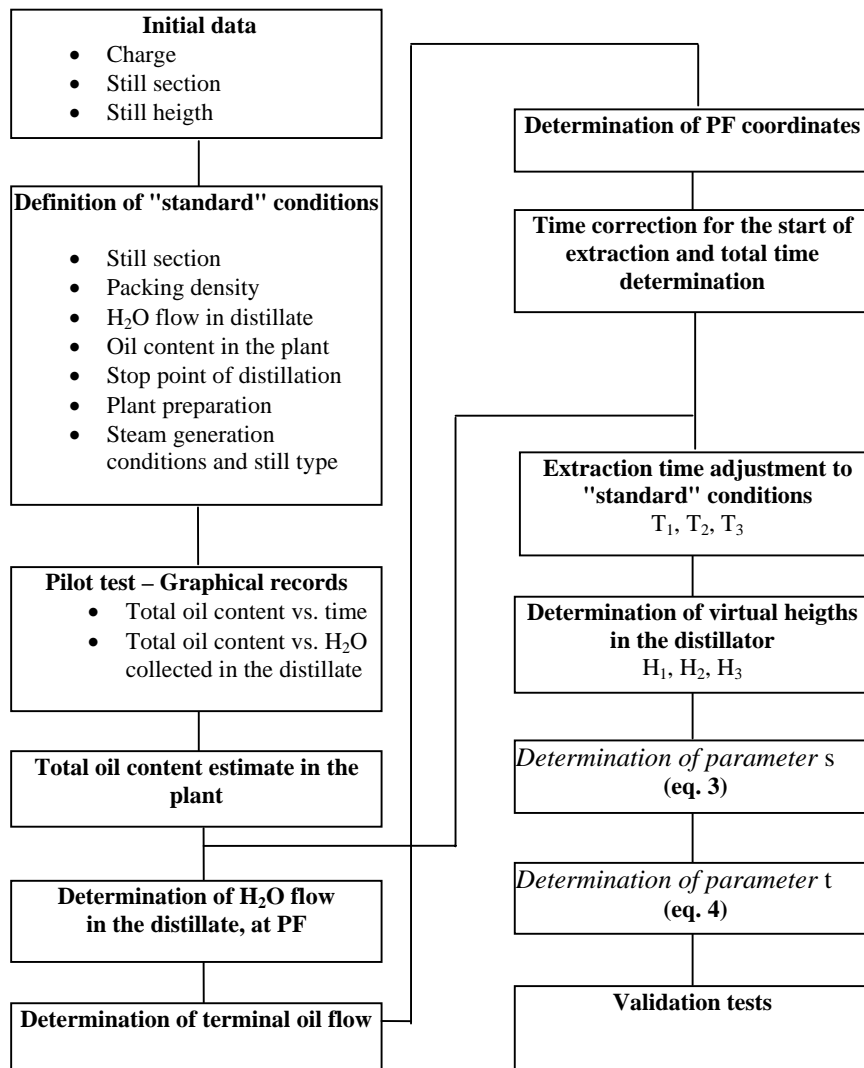 Initial data
• Charge
• Still section
• Still heigth
Definition of "standard" conditions
• Still section
• Packing density
• H₂O flow in distillate
• Oil content in the plant
• Stop point of distillation
• Plant preparation
• Steam generation
conditions and still type
Pilot test – Graphical records
• Total oil content vs. time
• Total oil content vs. H₂O
collected in the distillate
Total oil content estimate in the
plant
Determination of H₂O flow
in the distillate, at PF
Determination of terminal oil flow
Determination of PF coordinates
Time correction for the start of
extraction and total time
determination
Extraction time adjustment to
"standard" conditions
T₁, T₂, T₃
Determination of virtual heigths
in the distillator
H₁, H₂, H₃
Determination of parameter s
(eq. 3)
Determination of parameter t
(eq. 4)
Validation tests